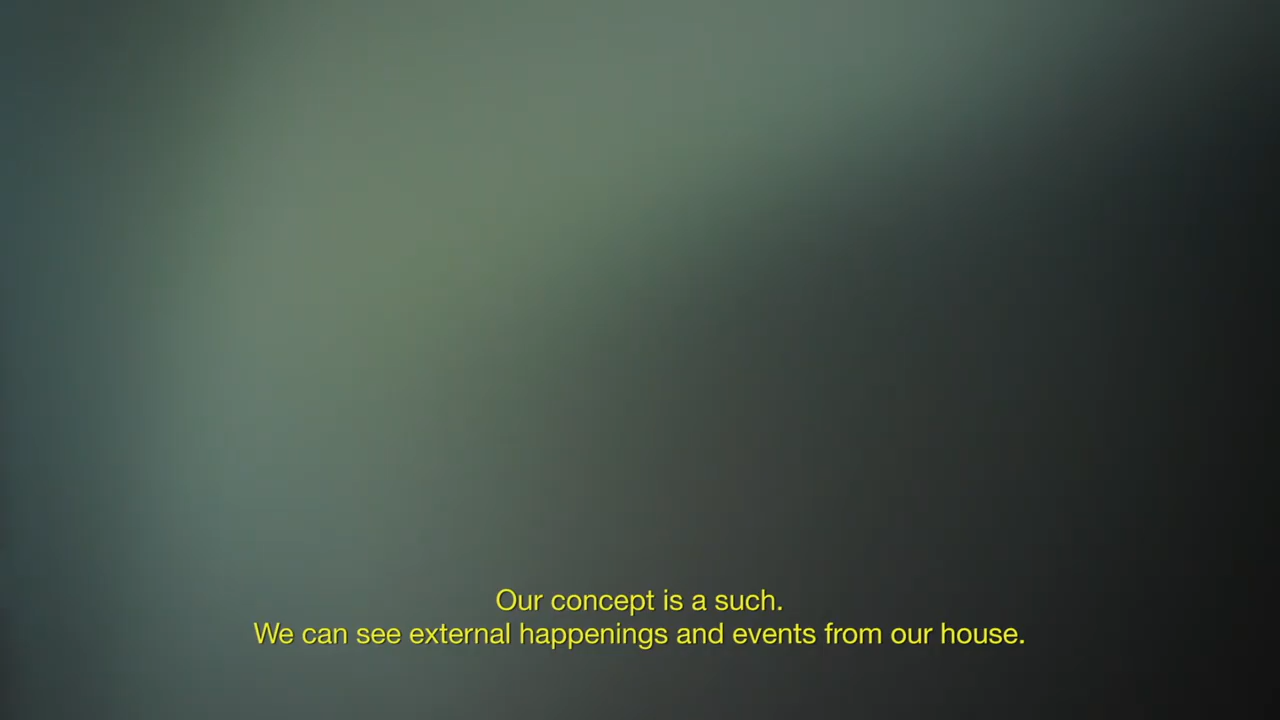 Our concept is a such.
We can see external happenings and events from our house.